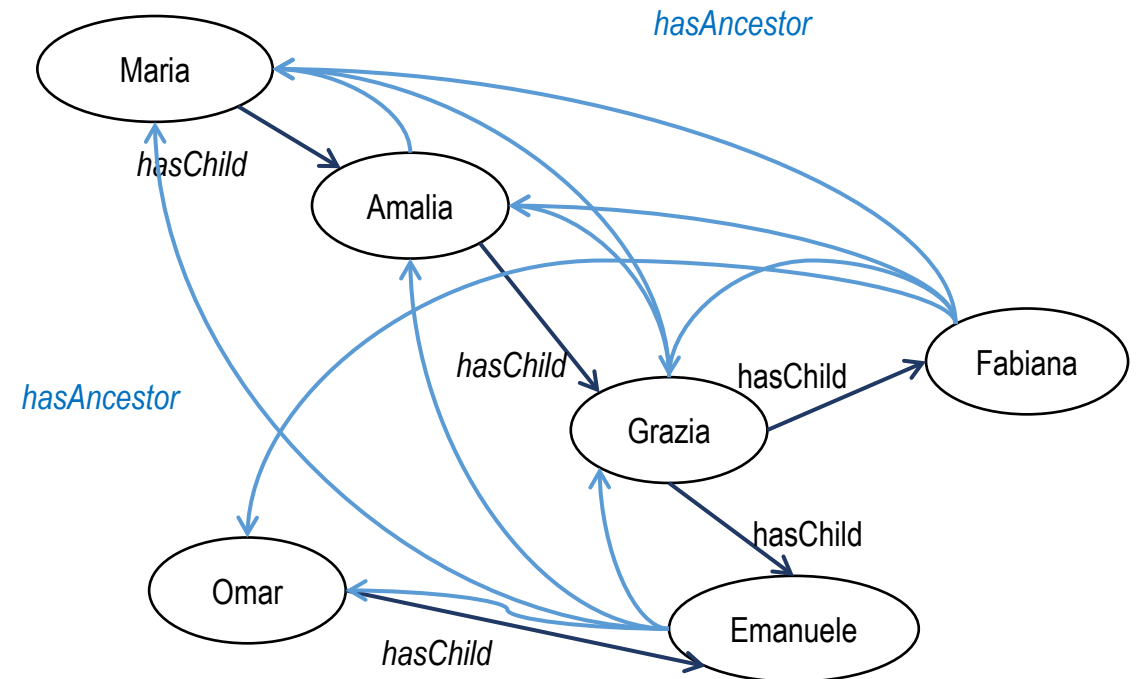 hasAncestor
Maria
hasChild
Amalia
hasChild
hasChild
Fabiana
hasAncestor
Grazia
hasChild
Omar
Emanuele
hasChild